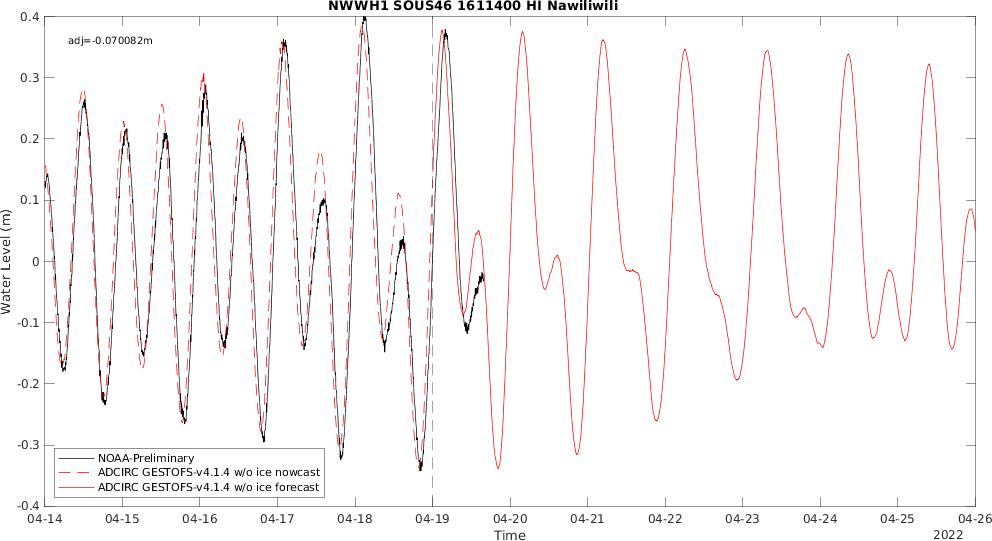 NWWH1 SOUS46 1611400 HI Nawiliwili
adj=-0.070082m
Water Level (m)
0.4
0.3
0.2
0.1
0
-0.1
-0.2
-0.3
-0.4
NOAA-Preliminary
ADCIRC GESTOFS-v4.1.4 w/o ice nowcast
ADCIRC GESTOFS-v4.1.4 w/o ice forecast
04-14 04-15 04-16 04-17 04-18 04-19 04-20 04-21 04-22 04-23 04-24 04-25 04-26
Time
2022